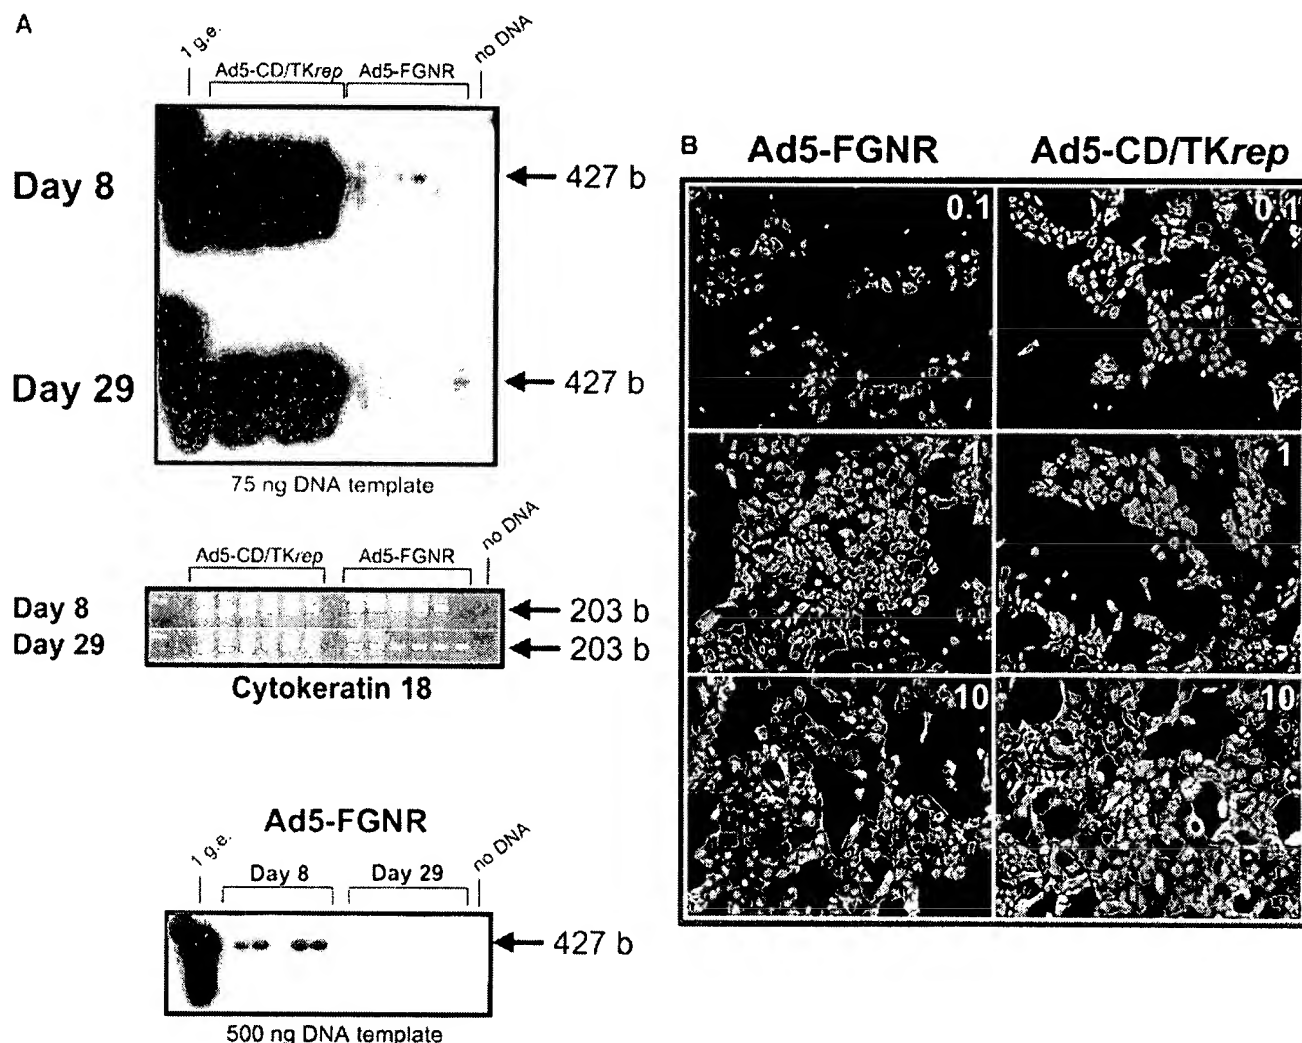 A
1 g.e.
Ad5-CD/TKrep
Ad5-FGNR
no DNA
Day 8
427 b
Day 29
427 b
75 ng DNA template
Ad5-CD/TKrep
Ad5-FGNR
no DNA
Day 8
203 b
Day 29
203 b
Cytokeratin 18
Ad5-FGNR
1 g.e.
Day 8
Day 29
no DNA
427 b
500 ng DNA template
B
Ad5-FGNR
Ad5-CD/TKrep
0.1
0.1
1
1
10
10